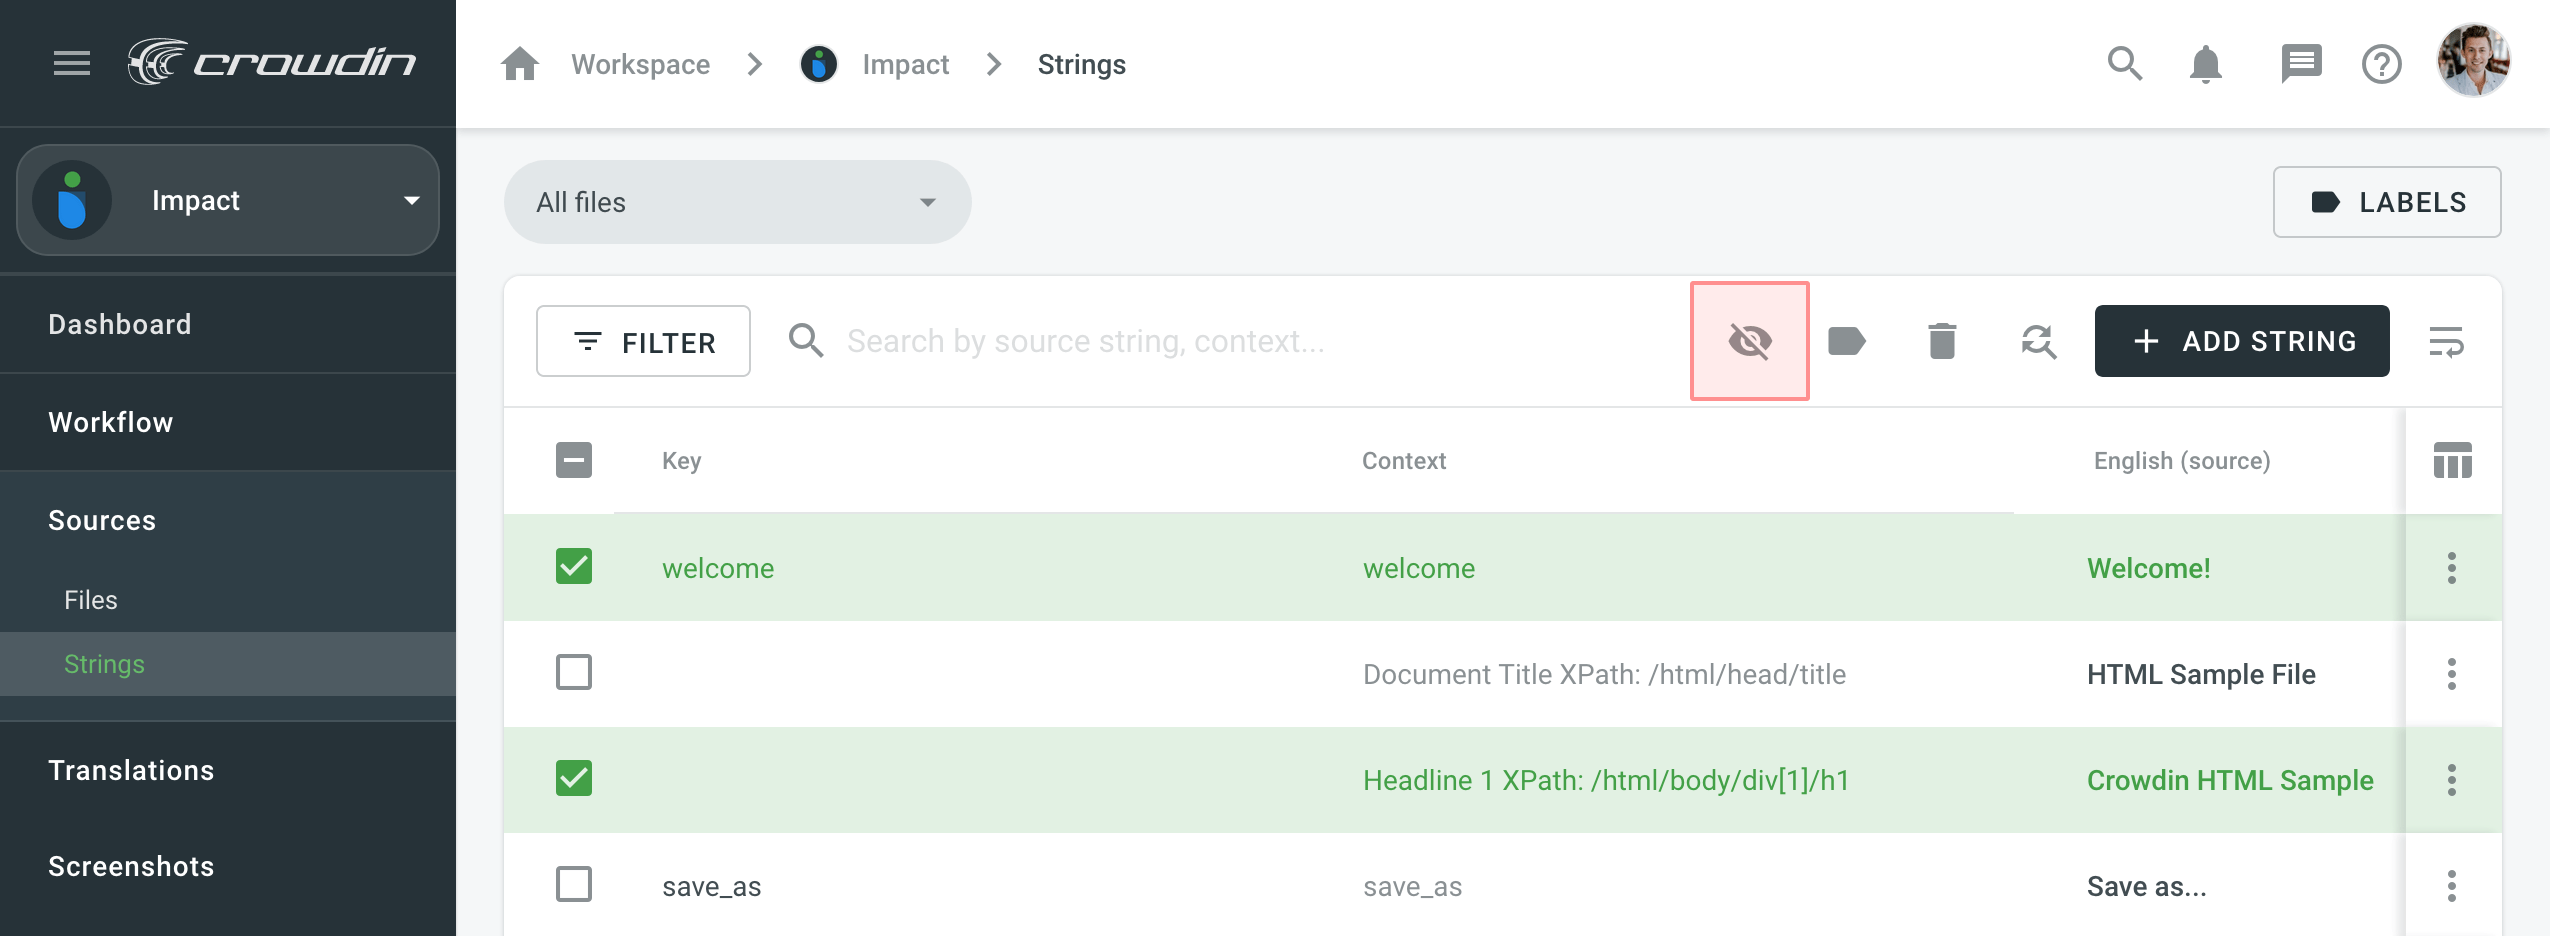 crowdin
Workspace Impact Strings
Impact
All files
LABELS
Dashboard
FILTER
Search by source string, context...
ADD STRING
Workflow
Key Context English (source)
Sources
welcome welcome Welcome!
Files
Strings
Document Title XPath: /html/head/title HTML Sample File
Translations
Headline 1 XPath: /html/body/div[1]/h1 Crowdin HTML Sample
Screenshots
save_as save_as Save as...